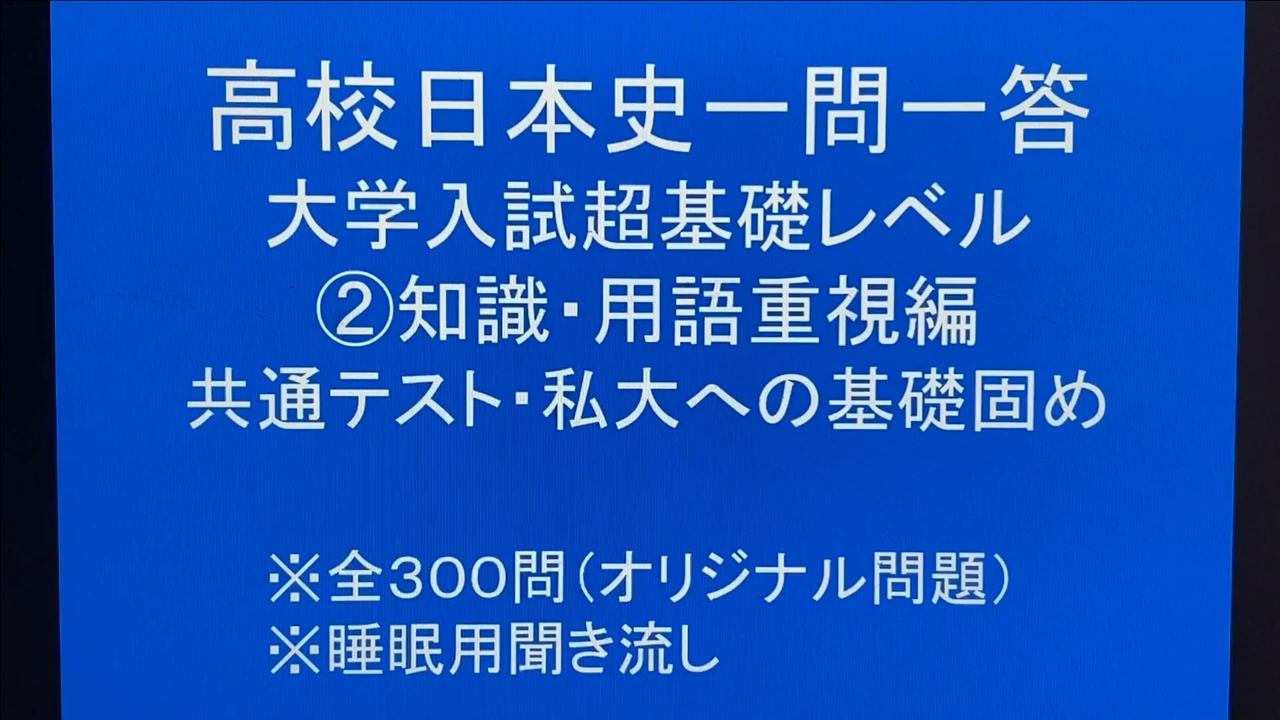 高校日本史一問一答
大学入試超基礎レベル
②知識・用語重視編
共通テスト・私大への基礎固め
※全３００問（オリジナル問題）
※睡眠用聞き流し